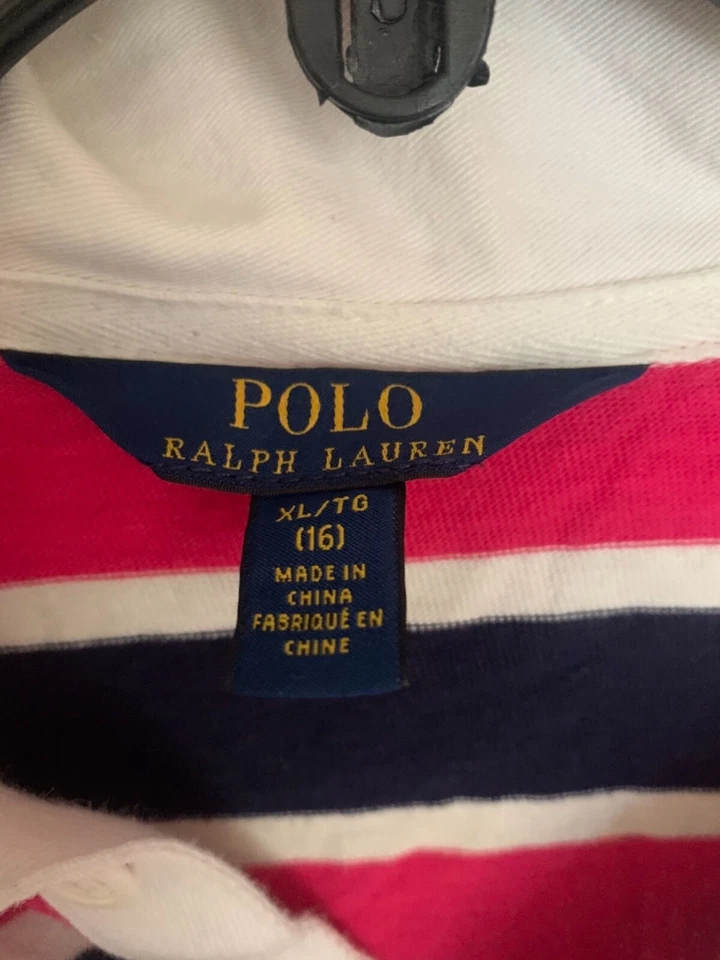 POLO
RALPH LAUREN
XL/TG
(16)
MADE IN
CHINA
FABRIQUÉ EN
CHINE